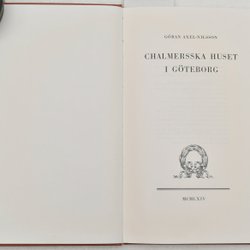 GÖRAN AXEL-NILSSON
CHALMERSSKA HUSET
I GÖTEBORG
MCMLXIV